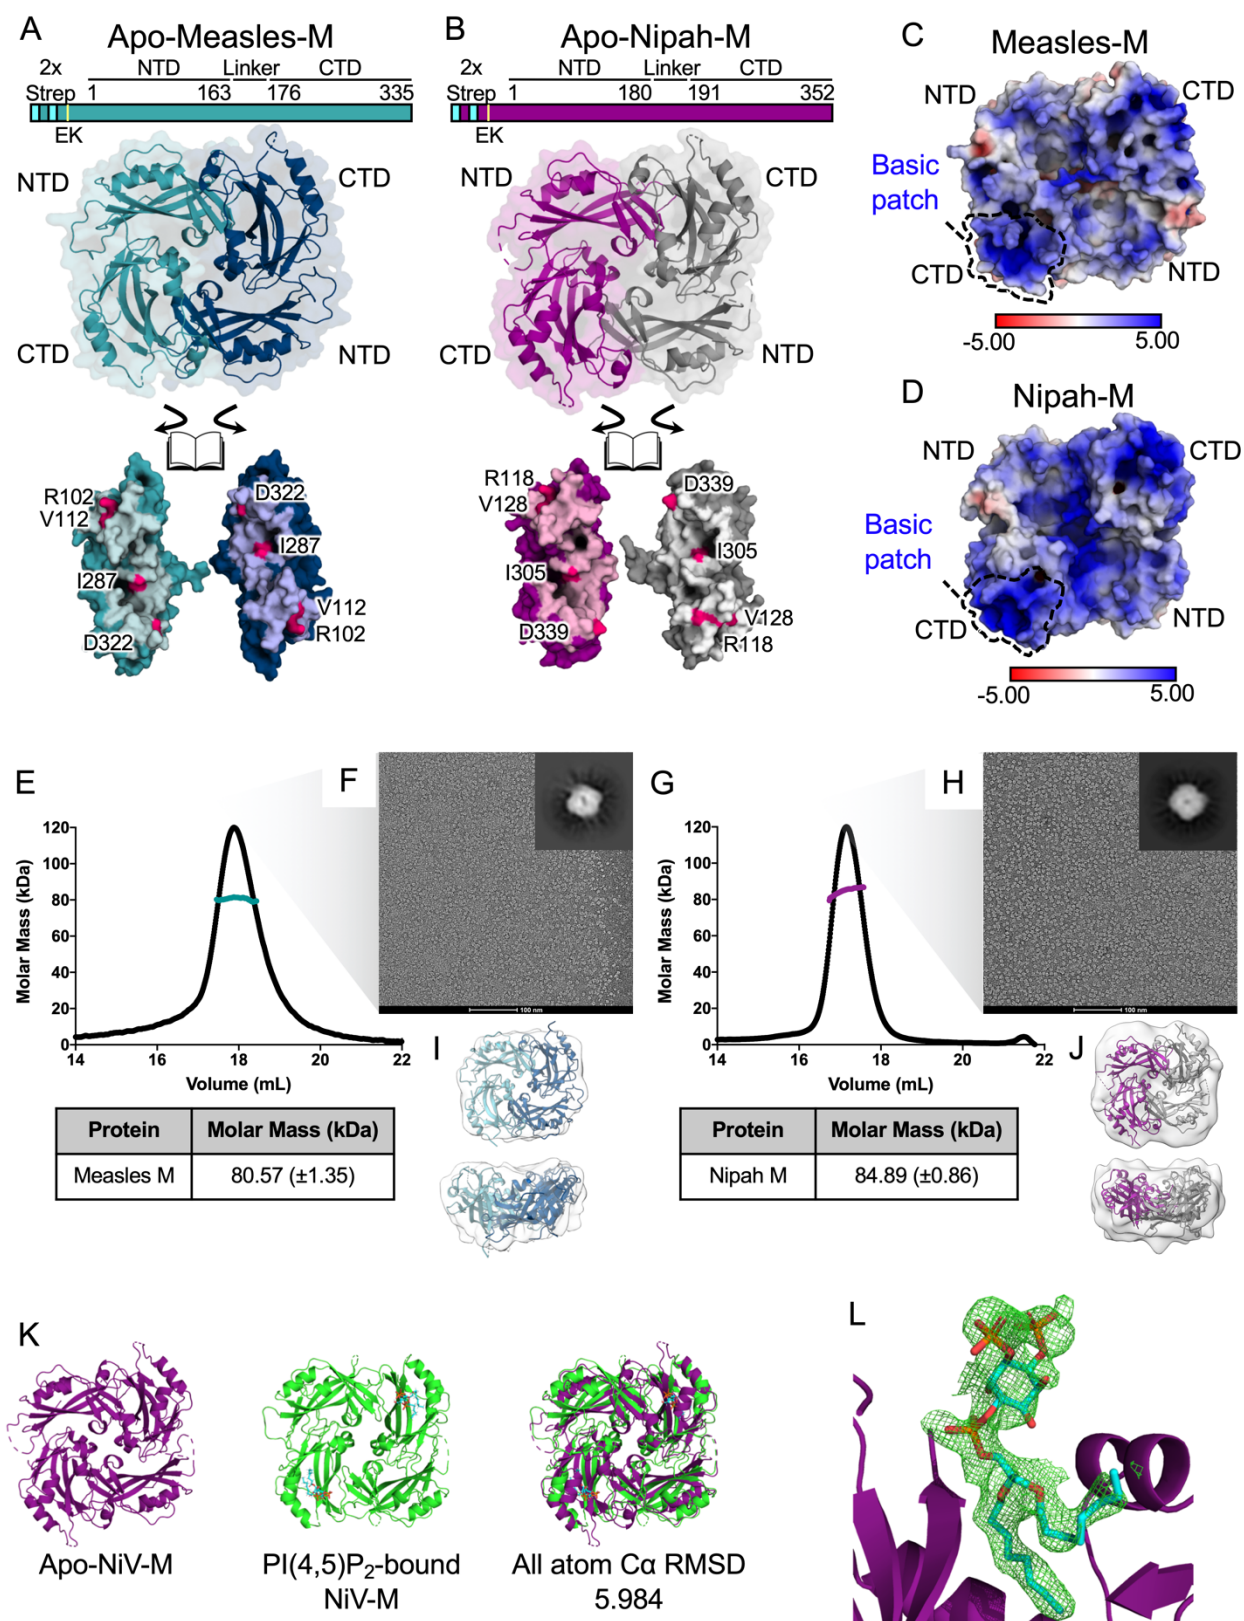 A
Apo-Measles-M
2x
Strep
NTD
Linker
CTD
1
163
176
335
EK
NTD
CTD
CTD
NTD
R102
V112
I287
D322
D322
I287
V112
R102
B
Apo-Nipah-M
2x
Strep
NTD
Linker
CTD
1
180
191
352
EK
NTD
CTD
CTD
NTD
R118
V128
I305
D339
D339
I305
V128
R118
C
Measles-M
NTD
CTD
Basic
patch
CTD
NTD
-5.00
5.00
D
Nipah-M
NTD
CTD
Basic
patch
CTD
NTD
-5.00
5.00
E
Molar Mass (kDa)
120
100
80
60
40
20
0
14
16
18
20
22
Volume (mL)
Protein
Molar Mass (kDa)
Measles M
80.57 (±1.35)
F
100 nm
G
Molar Mass (kDa)
120
100
80
60
40
20
0
14
16
18
20
22
Volume (mL)
Protein
Molar Mass (kDa)
Nipah M
84.89 (±0.86)
H
100 nm
I
J
K
Apo-NiV-M
PI(4,5)P₂-bound
NiV-M
All atom Cα RMSD
5.984
L